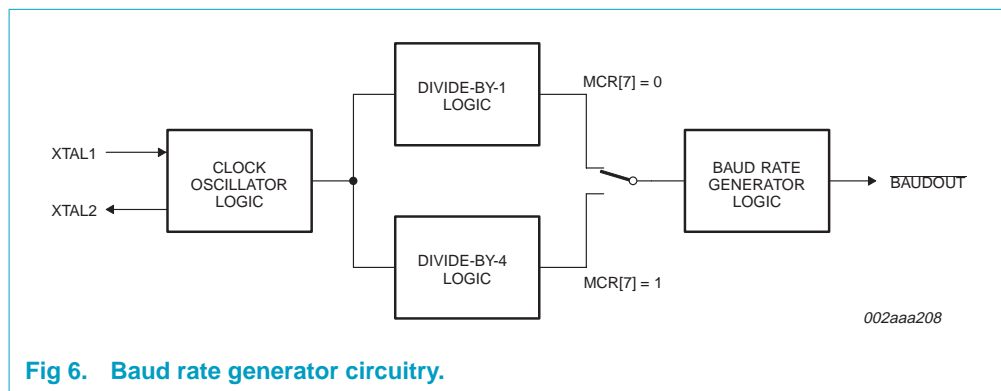 DIVIDE-BY-1
LOGIC
MCR[7] = 0
XTAL1
XTAL2
CLOCK
OSCILLATOR
LOGIC
BAUD RATE
GENERATOR
LOGIC
BAUDOUT
DIVIDE-BY-4
LOGIC
MCR[7] = 1
002aaa208
Fig 6. Baud rate generator circuitry.